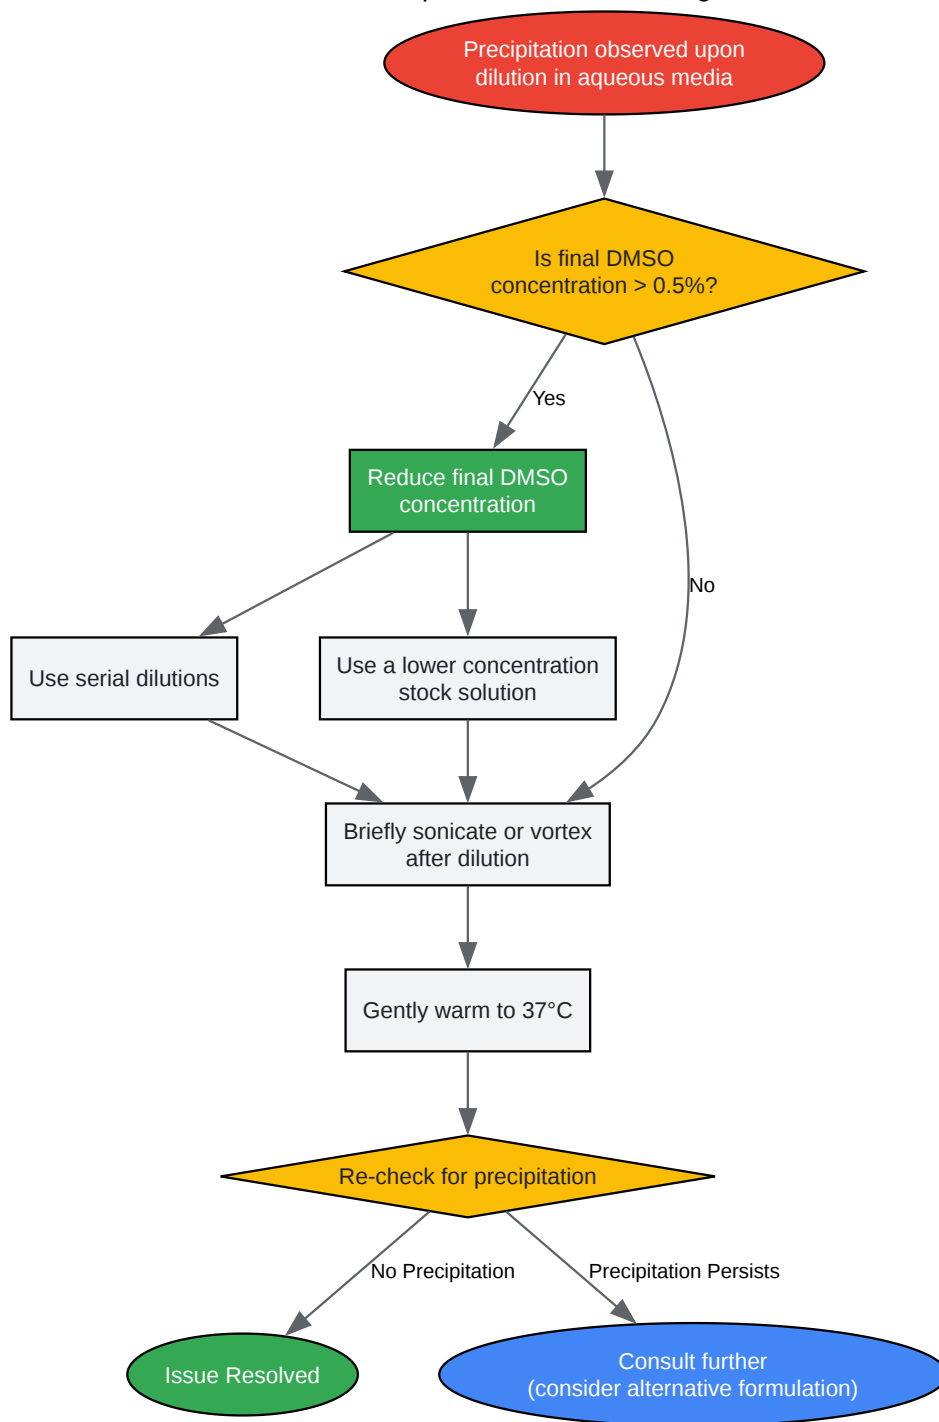 Precipitation observed upon
dilution in aqueous media
Is final DMSO
concentration > 0.5%?
Yes
Reduce final DMSO
concentration
No
Use serial dilutions
Use a lower concentration
stock solution
Briefly sonicate or vortex
after dilution
Gently warm to 37°C
Re-check for precipitation
No Precipitation
Precipitation Persists
Issue Resolved
Consult further
(consider alternative formulation)